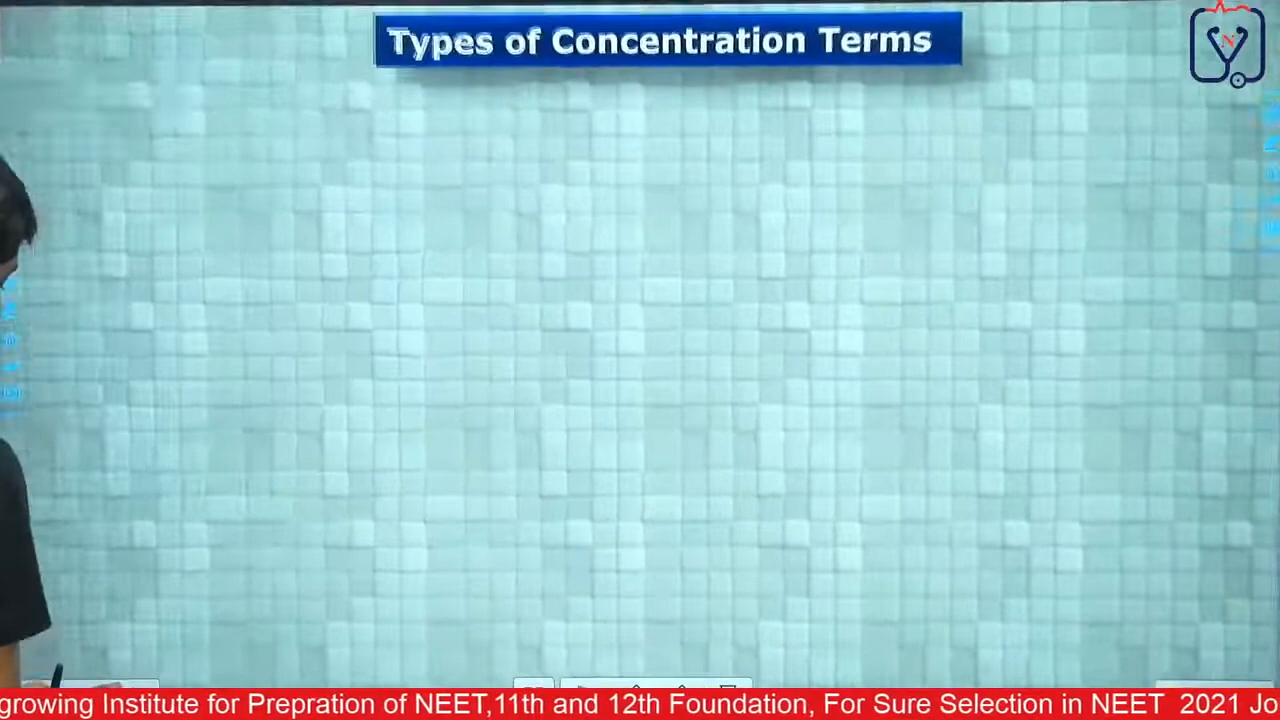 Types of Concentration Terms
N
growing Institute for Prepration of NEET,11th and 12th Foundation, For Sure Selection in NEET 2021 Jo